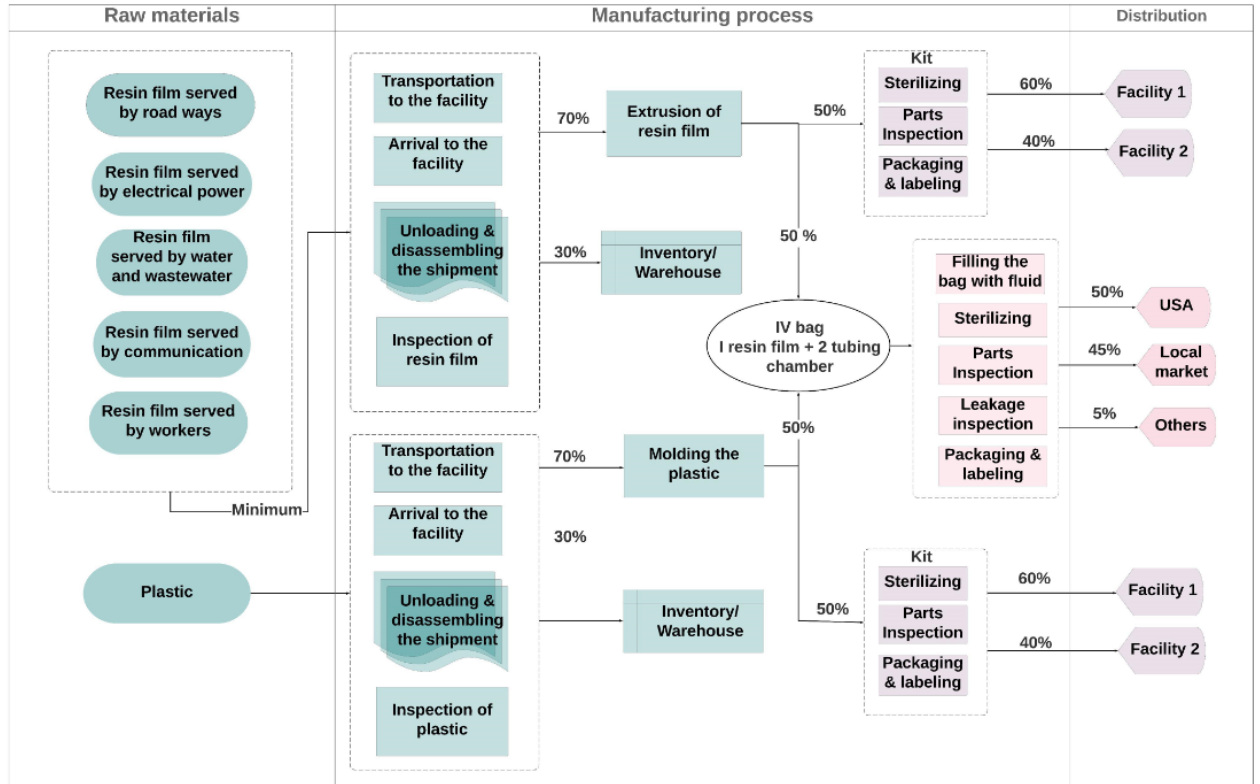 Raw materials
Manufacturing process
Distribution
Resin film served
by road ways
Resin film served
by electrical power
Resin film
served by water
and wastewater
Resin film served
by communication
Resin film served
by workers
Minimum
Plastic
Transportation
to the facility
Arrival to the
facility
Unloading &
disassembling
the shipment
Inspection of
resin film
70%
Extrusion of
resin film
30%
Inventory/
Warehouse
50%
50 %
Kit
Sterilizing
Parts
Inspection
Packaging
& labeling
60%
Facility 1
40%
Facility 2
IV bag
I resin film + 2 tubing
chamber
Filling the
bag with fluid
Sterilizing
Parts
Inspection
Leakage
inspection
Packaging &
labeling
50%
USA
45%
Local
market
5%
Others
Transportation
to the facility
Arrival to the
facility
Unloading &
disassembling
the shipment
Inspection of
plastic
70%
Molding the
plastic
30%
Inventory/
Warehouse
50%
50%
Kit
Sterilizing
Parts
Inspection
Packaging
& labeling
60%
Facility 1
40%
Facility 2